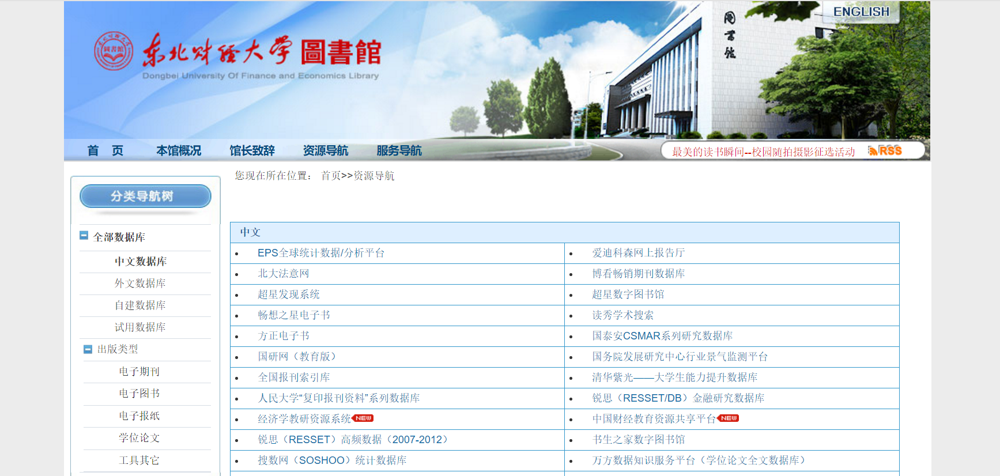 ENGLISH
圖書館
东北财经大学 圖書館
Dongbei University Of Finance and Economics Library
首 页
本馆概况
馆长致辞
资源导航
服务导航
最美的读书瞬间--校园随拍摄影征选活动
RSS
您现在所在位置： 首页>>资源导航
分类导航树
全部数据库
中文数据库
外文数据库
自建数据库
试用数据库
出版类型
电子期刊
电子图书
电子报纸
学位论文
工具其它
中文
EPS全球统计数据/分析平台
爱迪科森网上报告厅
北大法意网
博看畅销期刊数据库
超星发现系统
超星数字图书馆
畅想之星电子书
读秀学术搜索
方正电子书
国泰安CSMAR系列研究数据库
国研网（教育版）
国务院发展研究中心行业景气监测平台
全国报刊索引库
清华紫光——大学生能力提升数据库
人民大学“复印报刊资料”系列数据库
锐思（RESSET/DB）金融研究数据库
经济学教研资源系统 NEW
中国财经教育资源共享平台 NEW
锐思（RESSET）高频数据（2007-2012）
书生之家数字图书馆
搜数网（SOSHOO）统计数据库
万方数据知识服务平台（学位论文全文数据库）